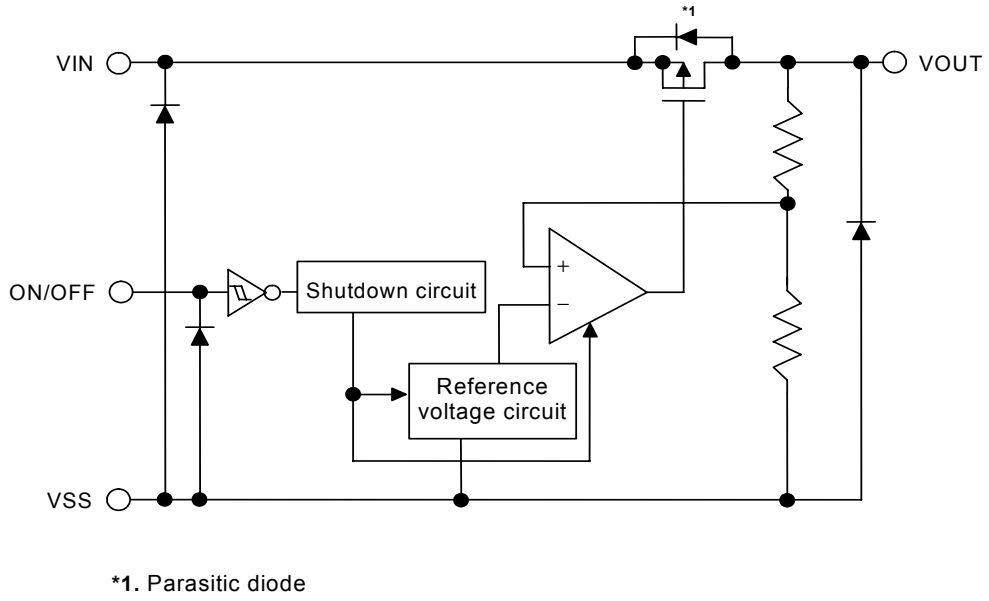 *1
VIN
VOUT
+
−
ON/OFF
Shutdown circuit
Reference
voltage circuit
VSS
*1. Parasitic diode